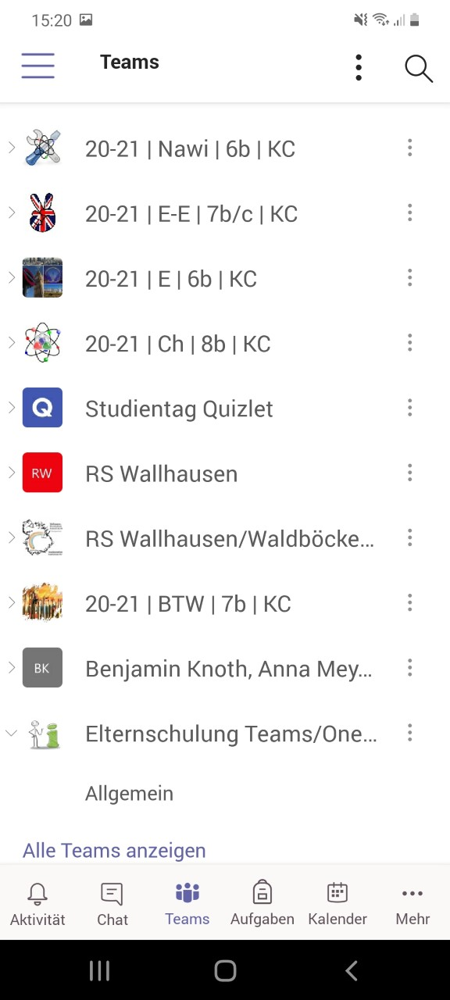 15:20
Teams
20-21 | Nawi | 6b | KC
20-21 | E-E | 7b/c | KC
20-21 | E | 6b | KC
20-21 | Ch | 8b | KC
Q
Studientag Quizlet
RW
RS Wallhausen
RS Wallhausen/Waldböcke...
20-21 | BTW | 7b | KC
BK
Benjamin Knoth, Anna Mey...
Elternschulung Teams/One...
Allgemein
Alle Teams anzeigen
Aktivität
Chat
Teams
Aufgaben
Kalender
Mehr